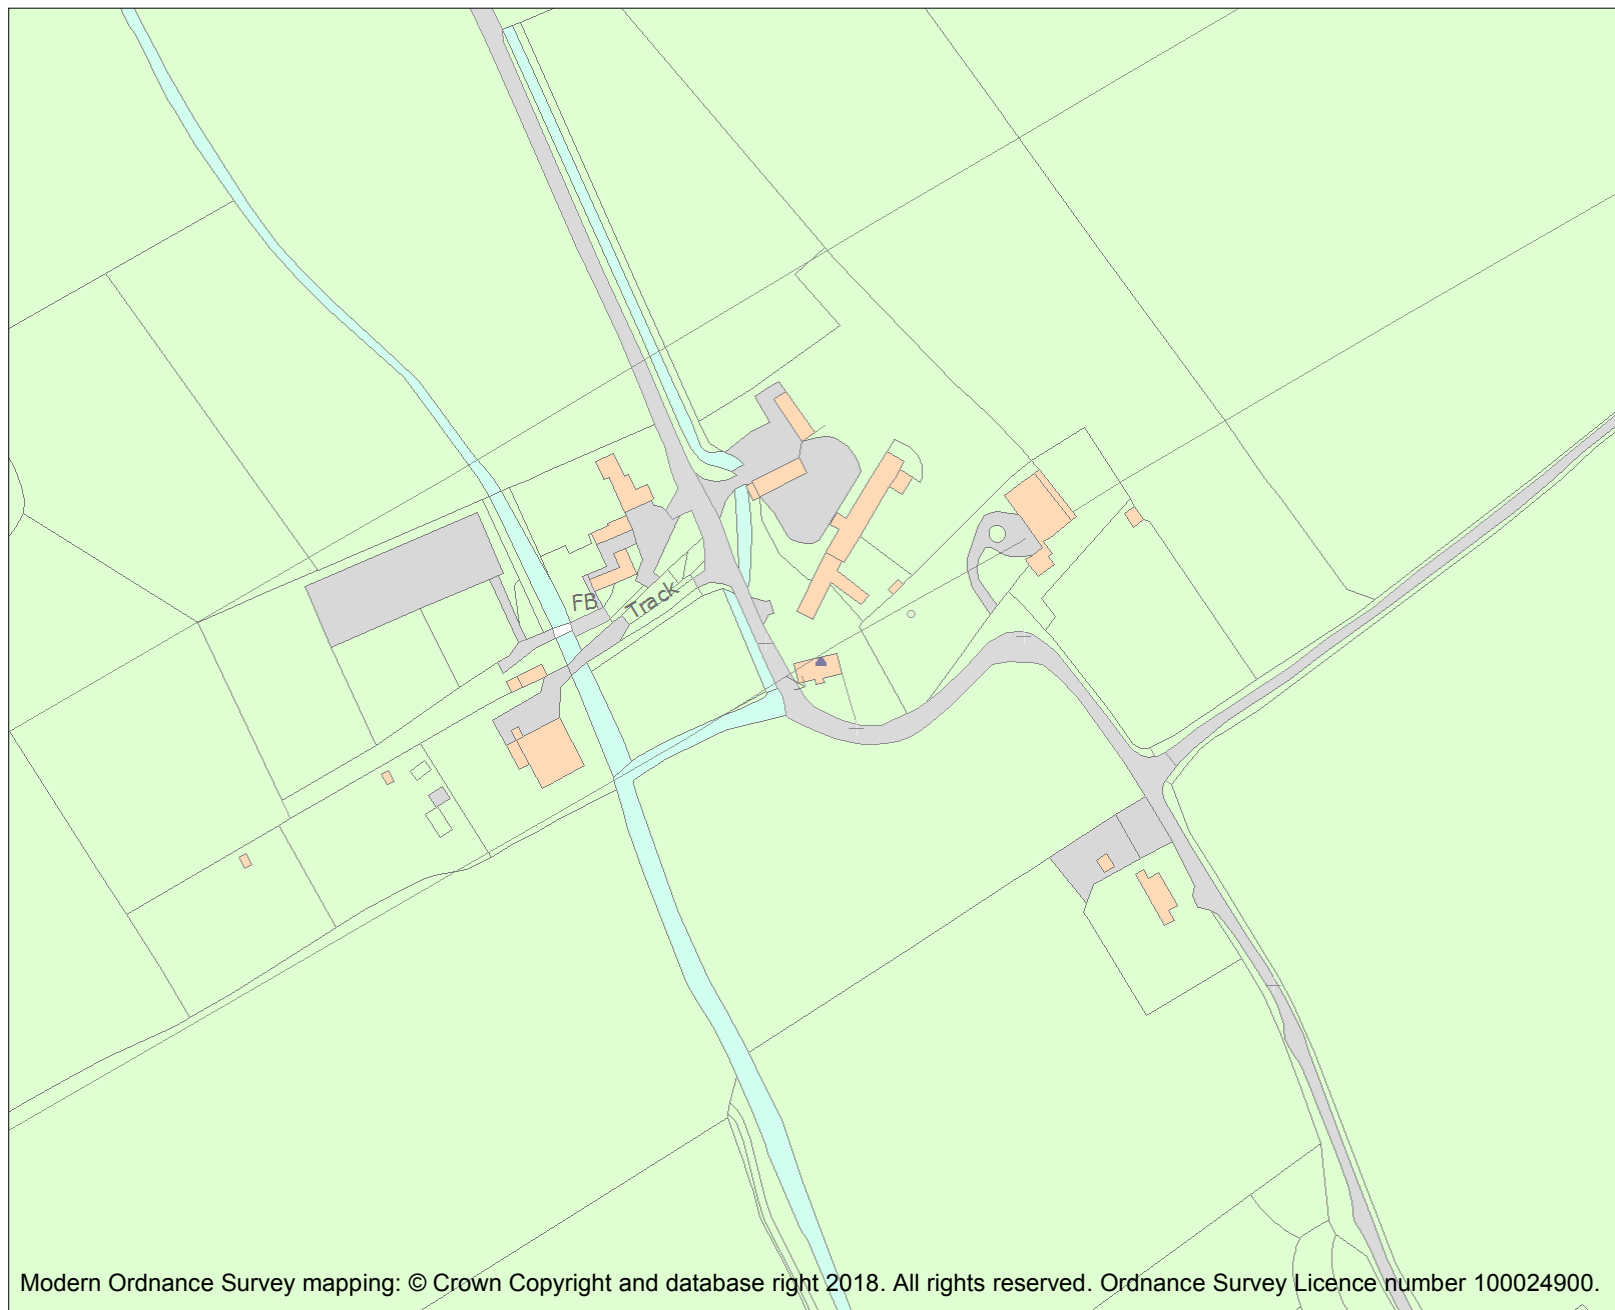 FB
Track
Modern Ordnance Survey mapping: © Crown Copyright and database right 2018. All rights reserved. Ordnance Survey Licence number 100024900.